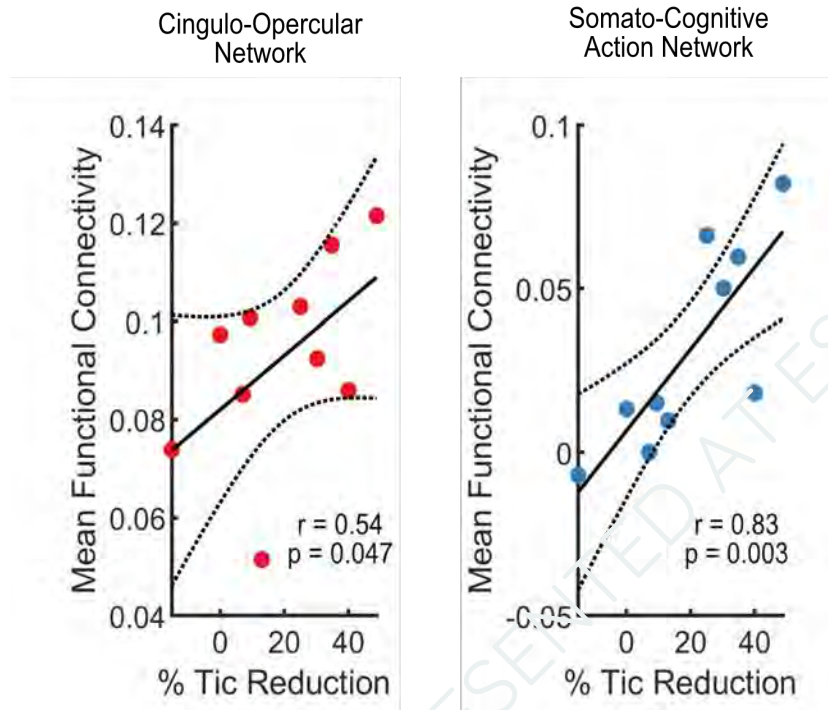 Cingulo-Opercular
Network
Mean Functional Connectivity
0.14
0.12
0.1
0.08
0.06
0.04
r = 0.54
p = 0.047
0 20 40
% Tic Reduction
Somato-Cognitive
Action Network
Mean Functional Connectivity
0.1
0.05
0
-0.05
r = 0.83
p = 0.003
0 20 40
% Tic Reduction